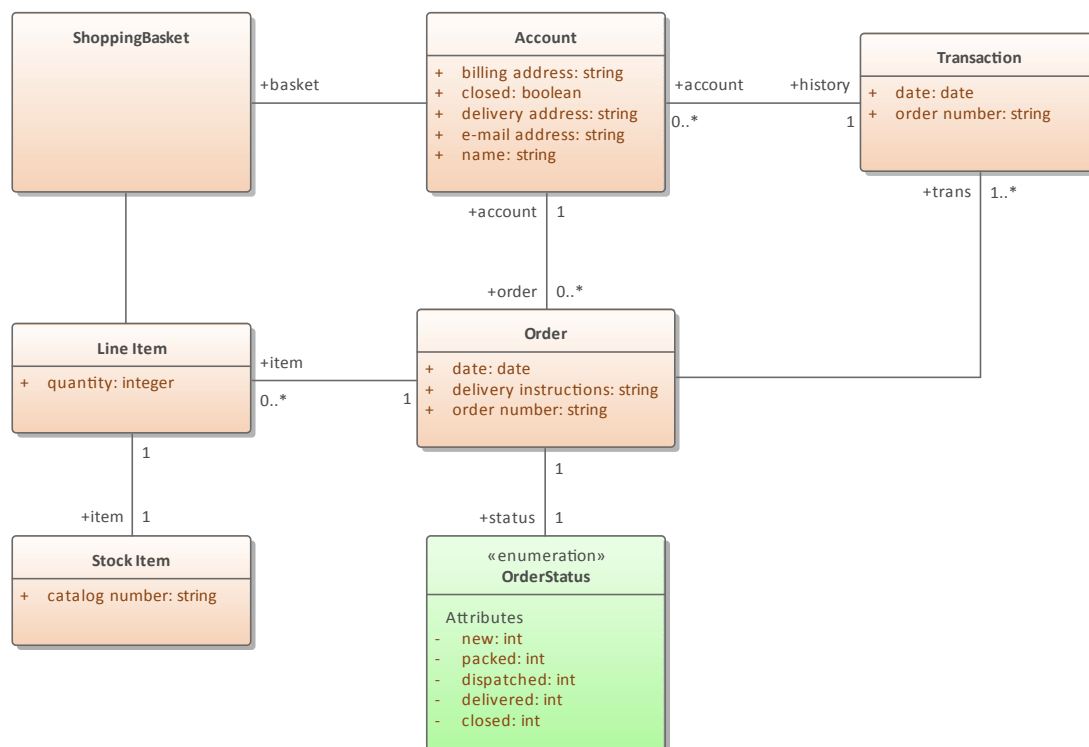 ShoppingBasket
+basket
Account
+ billing address: string
+ closed: boolean
+ delivery address: string
+ e-mail address: string
+ name: string
+account
0..*
+history
1
Transaction
+ date: date
+ order number: string
+trans
1..*
+account
1
+order
0..*
Line Item
+ quantity: integer
+item
0..*
1
Order
+ date: date
+ delivery instructions: string
+ order number: string
1
+item
1
Stock Item
+ catalog number: string
1
+status
1
«enumeration»
OrderStatus
Attributes
- new: int
- packed: int
- dispatched: int
- delivered: int
- closed: int